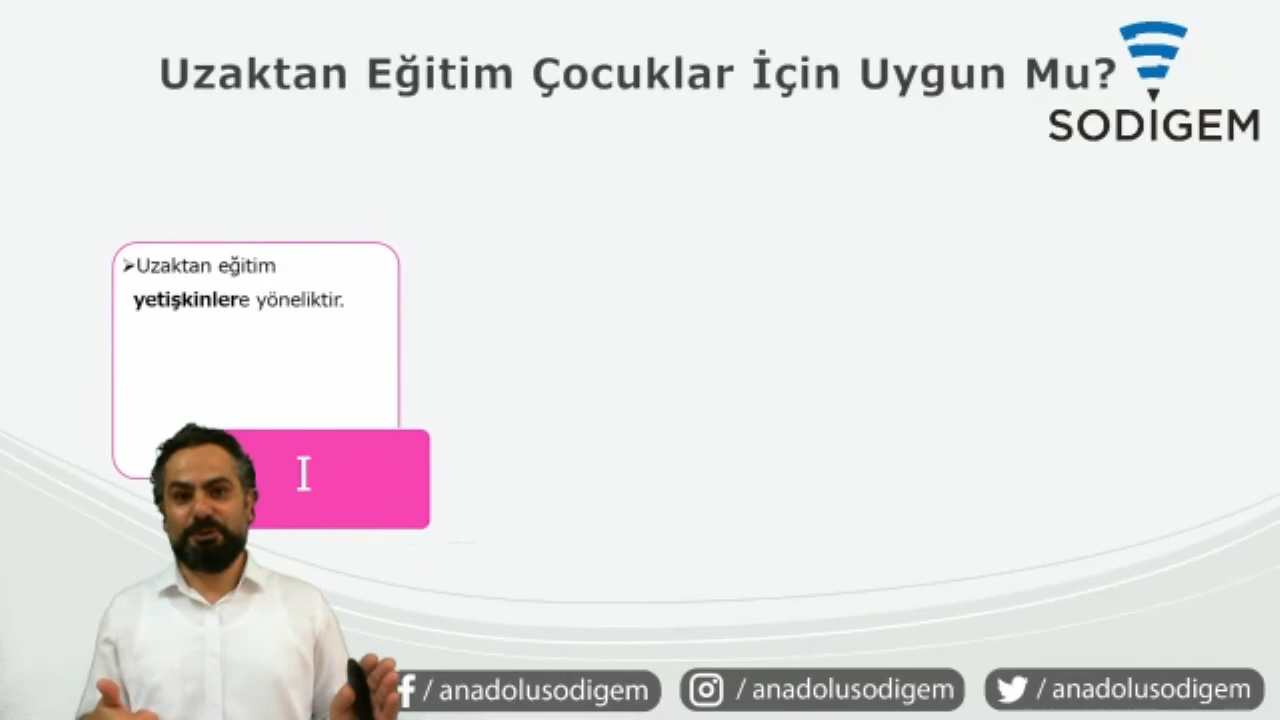 Uzaktan Eğitim Çocuklar İçin Uygun Mu?
SODİGEM
➢Uzaktan eğitim
yetişkinlere yöneliktir.
I
/ anadolusodigem
/ anadolusodigem
/ anadolusodigem